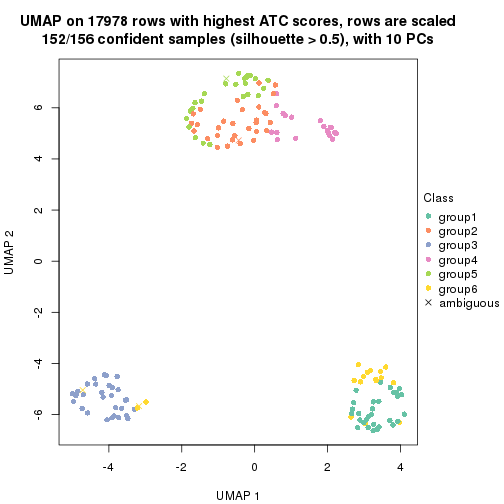 UMAP on 17978 rows with highest ATC scores, rows are scaled
152/156 confident samples (silhouette > 0.5), with 10 PCs
6
4
2
0
-2
-4
-6
UMAP 2
-4
-2
0
2
4
UMAP 1
Class
group1
group2
group3
group4
group5
group6
ambiguous